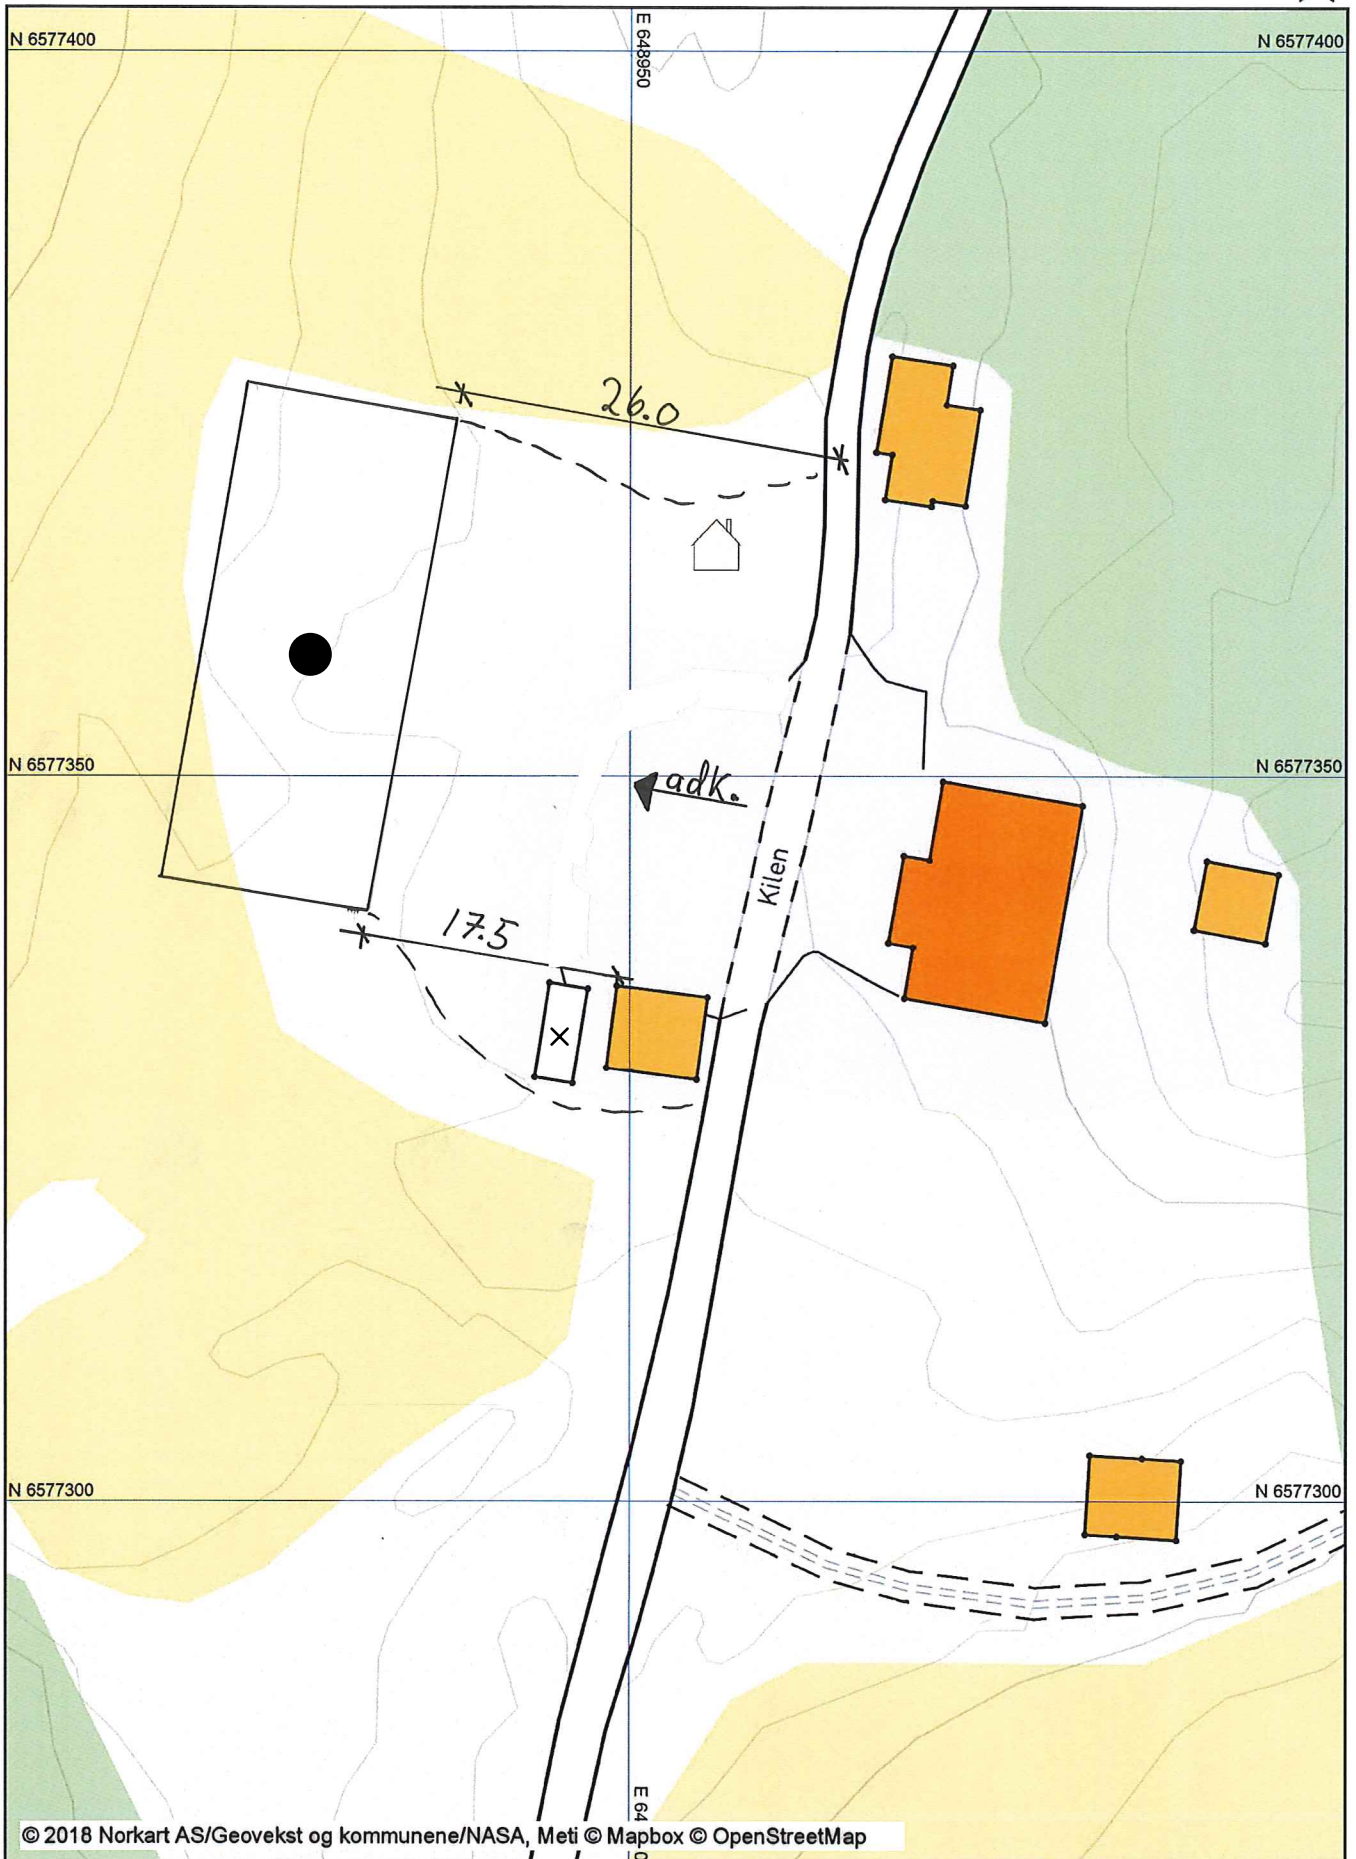 N 6577400
E 648950
N 6577400
26.0
N 6577350
N 6577350
adk.
Kilen
17.5
N 6577300
N 6577300
E 64
© 2018 Norkart AS/Geovekst og kommunene/NASA, Meti © Mapbox © OpenStreetMap